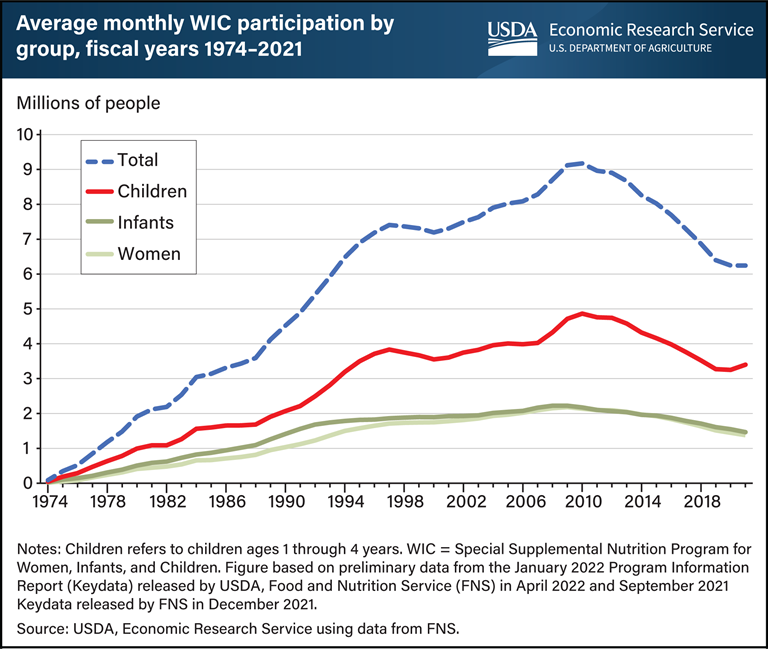 Average monthly WIC participation by
group, fiscal years 1974–2021
USDA
Economic Research Service
U.S. DEPARTMENT OF AGRICULTURE
Millions of people
10
9
8
7
6
5
4
3
2
1
0
Total
Children
Infants
Women
1974 1978 1982 1986 1990 1994 1998 2002 2006 2010 2014 2018
Notes: Children refers to children ages 1 through 4 years. WIC = Special Supplemental Nutrition Program for
Women, Infants, and Children. Figure based on preliminary data from the January 2022 Program Information
Report (Keydata) released by USDA, Food and Nutrition Service (FNS) in April 2022 and September 2021
Keydata released by FNS in December 2021.
Source: USDA, Economic Research Service using data from FNS.